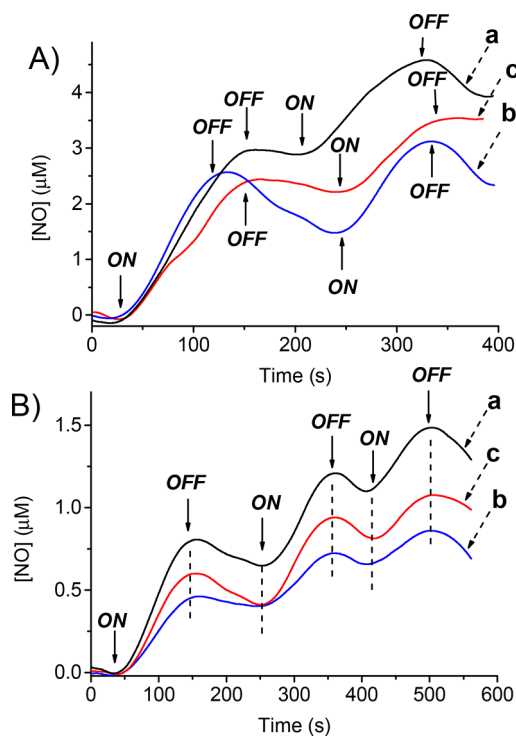 A)
OFF
a
c
OFF OFF ON OFF
b
ON
OFF
OFF
ON
ON
[NO] (µM)
5
4
3
2
1
0
0 100 200 300 400
Time (s)
B)
OFF
a
OFF ON
c
OFF
ON
b
ON
[NO] (µM)
1.5
1.0
0.5
0.0
0 100 200 300 400 500 600
Time (s)